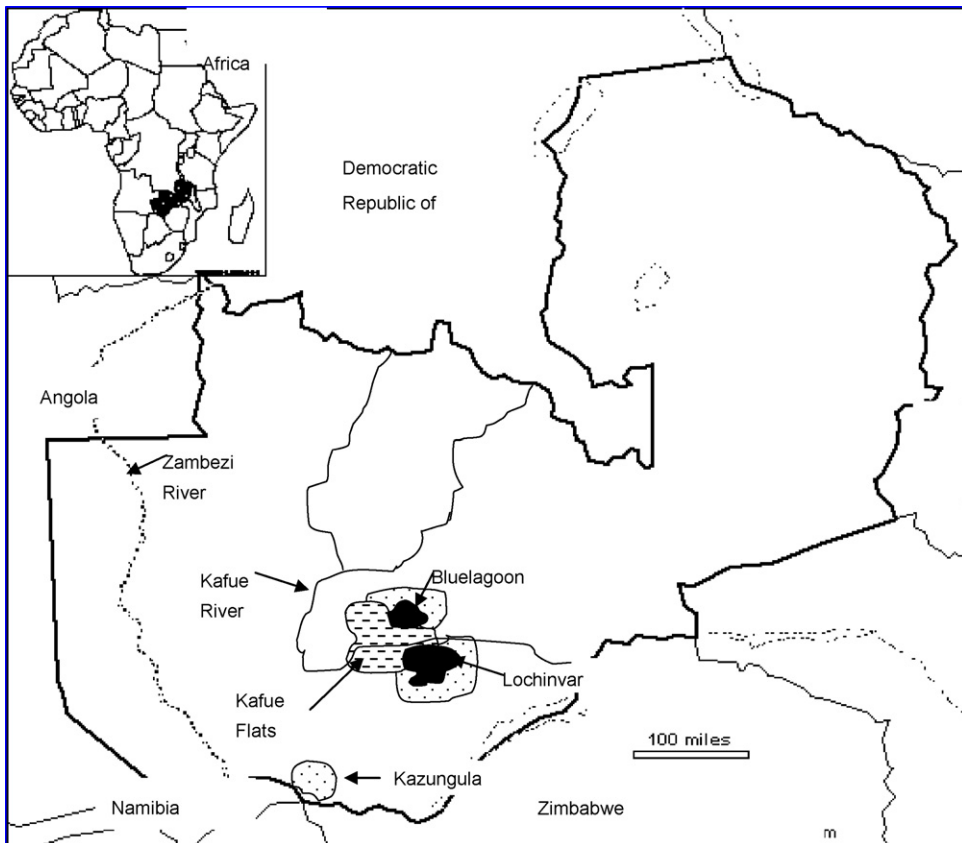 Africa
Democratic
Republic of
Angola
Zambezi
River
Kafue
River
Bluelagoon
Lochinvar
Kafue
Flats
100 miles
Kazungula
Namibia
Zimbabwe
m